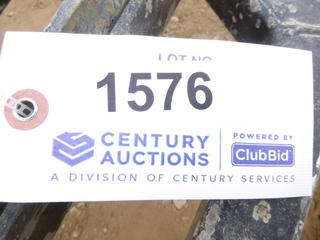 LOT NO.
1576
CENTURY
AUCTIONS
POWERED BY
ClubBid
A DIVISION OF CENTURY SERVICES